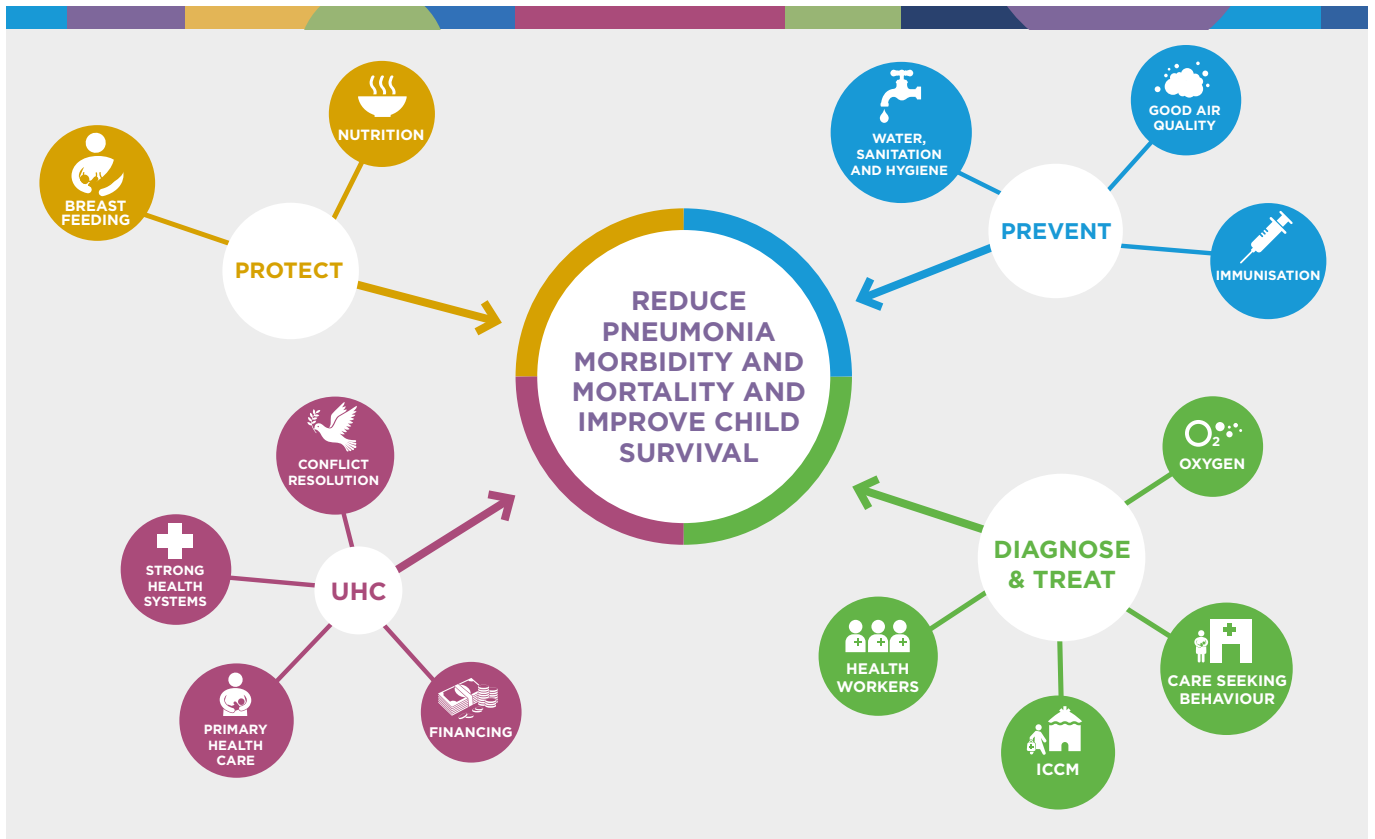 NUTRITION
BREAST
FEEDING
PROTECT
WATER,
SANITATION
AND HYGIENE
GOOD AIR
QUALITY
PREVENT
IMMUNISATION
REDUCE
PNEUMONIA
MORBIDITY AND
MORTALITY AND
IMPROVE CHILD
SURVIVAL
CONFLICT
RESOLUTION
STRONG
HEALTH
SYSTEMS
UHC
PRIMARY
HEALTH
CARE
FINANCING
O2
OXYGEN
DIAGNOSE
& TREAT
HEALTH
WORKERS
ICCM
CARE SEEKING
BEHAVIOUR